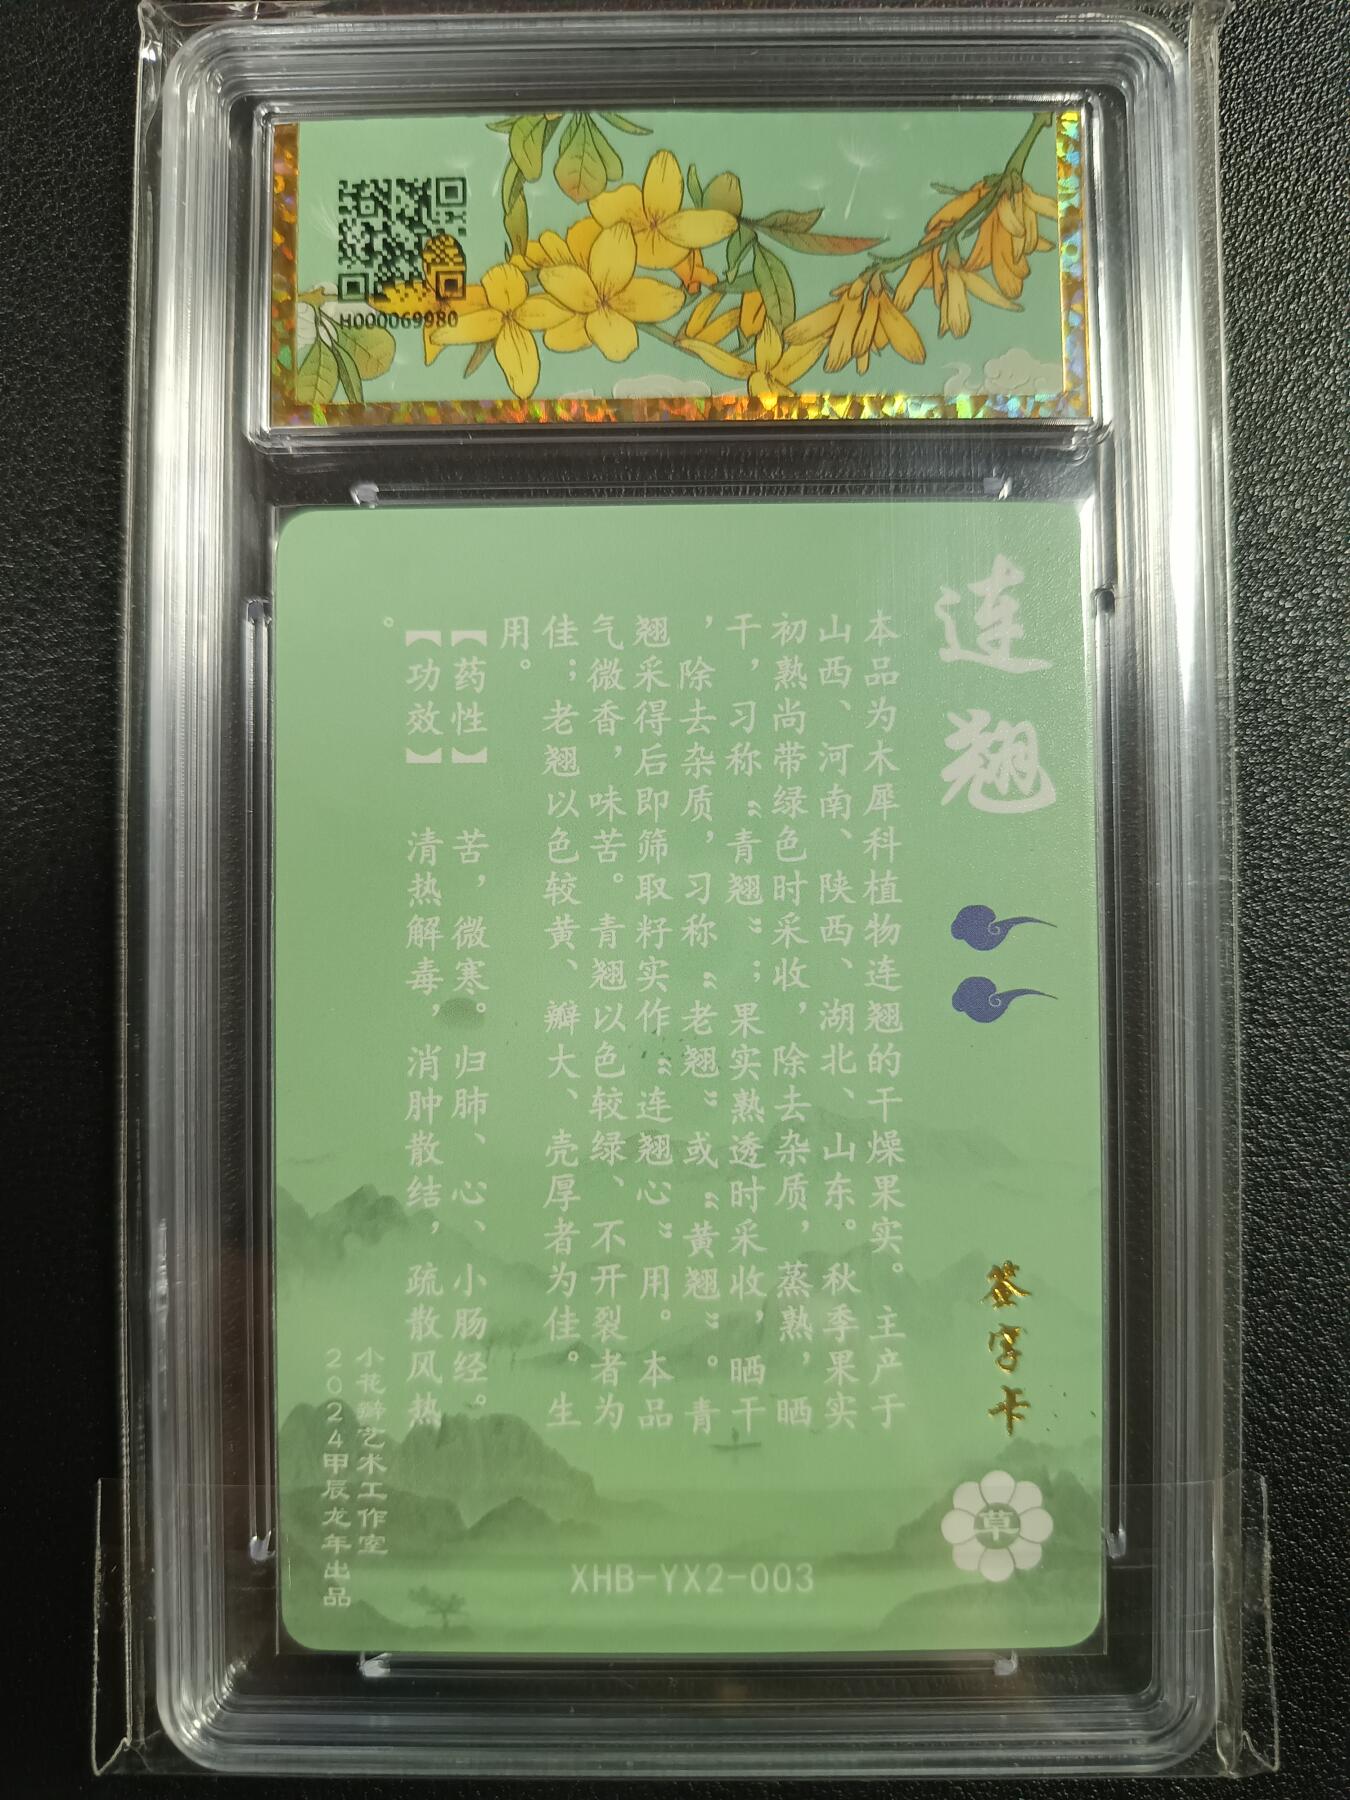 H000069980
连翘
本品为木犀科植物连翘的干燥果实。主产于
山西、河南、陕西、湖北、山东。秋季果实
初熟尚带绿色时采收，除去杂质，蒸熟，晒
干，习称“青翘”；果实熟透时采收，晒干
，除去杂质，习称“老翘”或“黄翘”。青
翘采得后即筛取籽实作“连翘心”用。本品
气微香，味苦。青翘以色较绿、不开裂者为
佳；老翘以色较黄、瓣大、壳厚者为佳。生
用。
【药性】 苦，微寒。归肺、心、小肠经。
【功效】 清热解毒，消肿散结，疏散风热
。
签字卡
草
小花瓣艺术工作室
2024甲辰龙年出品
XHB-YX2-003